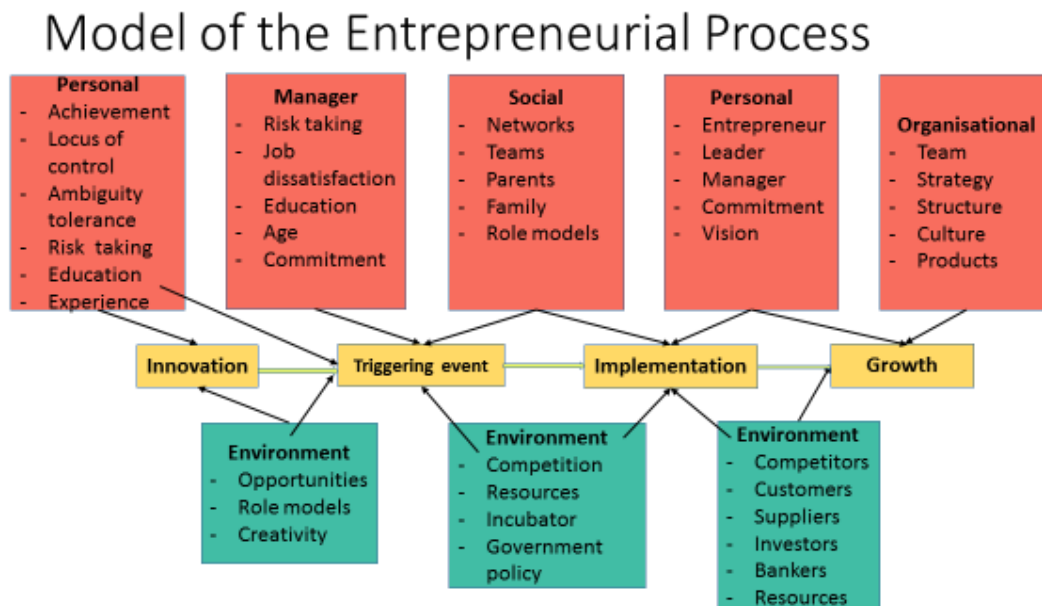 Model of the Entrepreneurial Process
Personal
- Achievement
- Locus of
control
- Ambiguity
tolerance
- Risk taking
- Education
- Experience
Manager
- Risk taking
- Job
dissatisfaction
- Education
- Age
- Commitment
Social
- Networks
- Teams
- Parents
- Family
- Role models
Personal
- Entrepreneur
- Leader
- Manager
- Commitment
- Vision
Organisational
- Team
- Strategy
- Structure
- Culture
- Products
Innovation
Triggering event
Implementation
Growth
Environment
- Opportunities
- Role models
- Creativity
Environment
- Competition
- Resources
- Incubator
- Government
policy
Environment
- Competitors
- Customers
- Suppliers
- Investors
- Bankers
- Resources